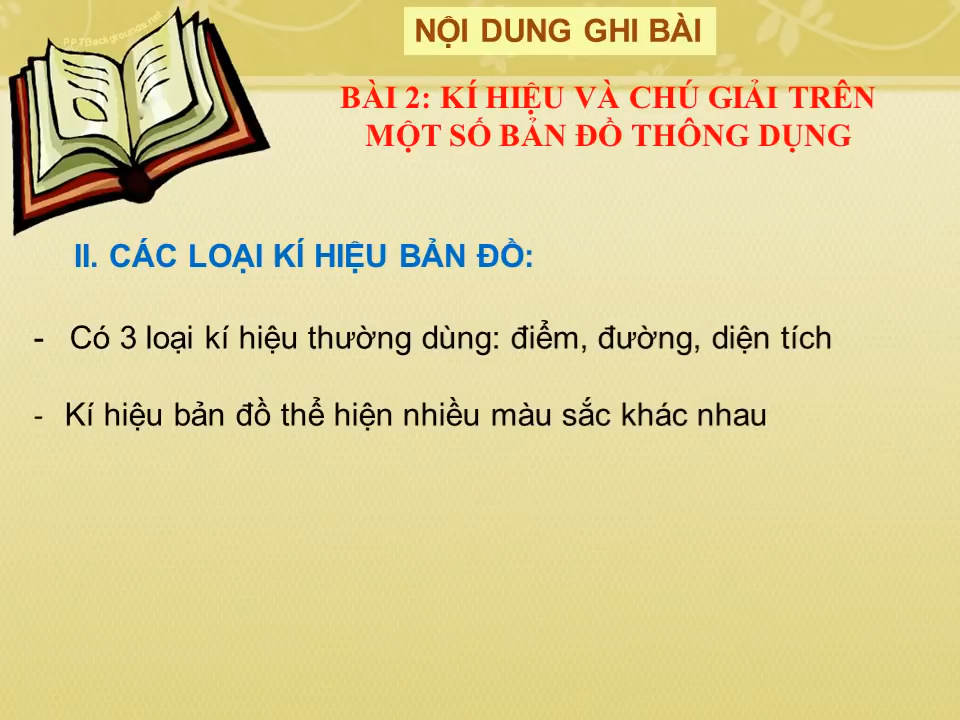 PPTBackgrounds.net
NỘI DUNG GHI BÀI
BÀI 2: KÍ HIỆU VÀ CHÚ GIẢI TRÊN
MỘT SỐ BẢN ĐỒ THÔNG DỤNG
II. CÁC LOẠI KÍ HIỆU BẢN ĐỒ:
- Có 3 loại kí hiệu thường dùng: điểm, đường, diện tích
- Kí hiệu bản đồ thể hiện nhiều màu sắc khác nhau